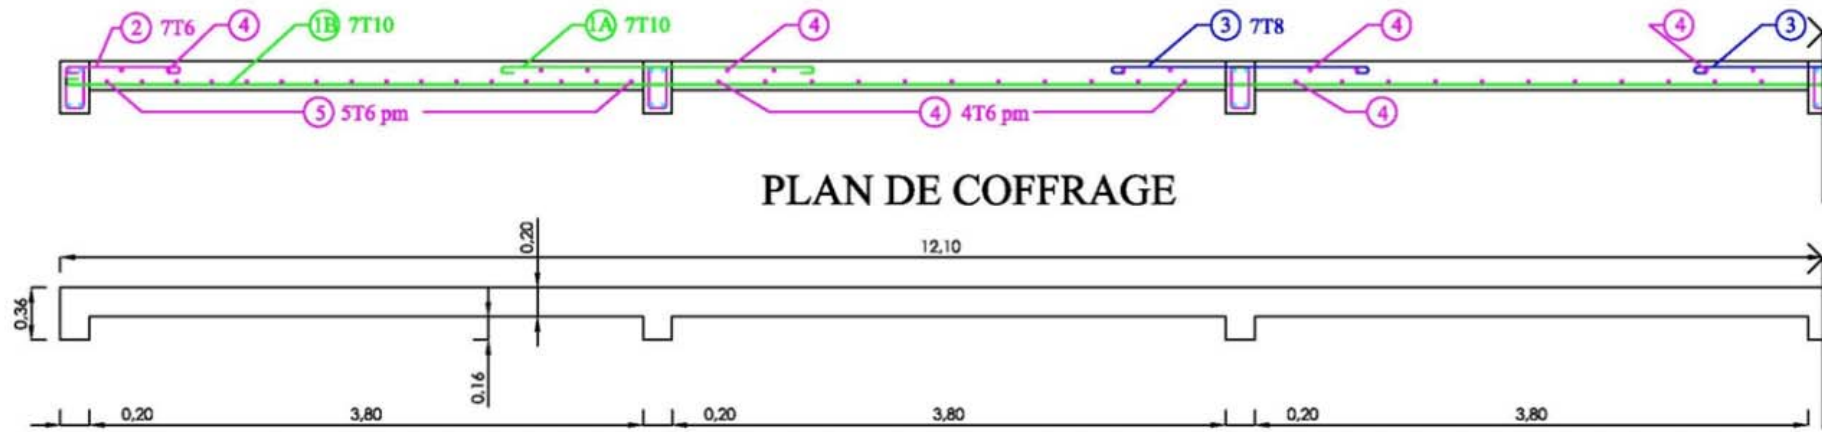 2 7T6 4 1B 7T10 1A 7T10 4 3 7T8 4 4 3
5 5T6 pm 4 4T6 pm 4
PLAN DE COFFRAGE
0,20
12,10
0,36
0,16
0,20 3,80 0,20 3,80 0,20 3,80